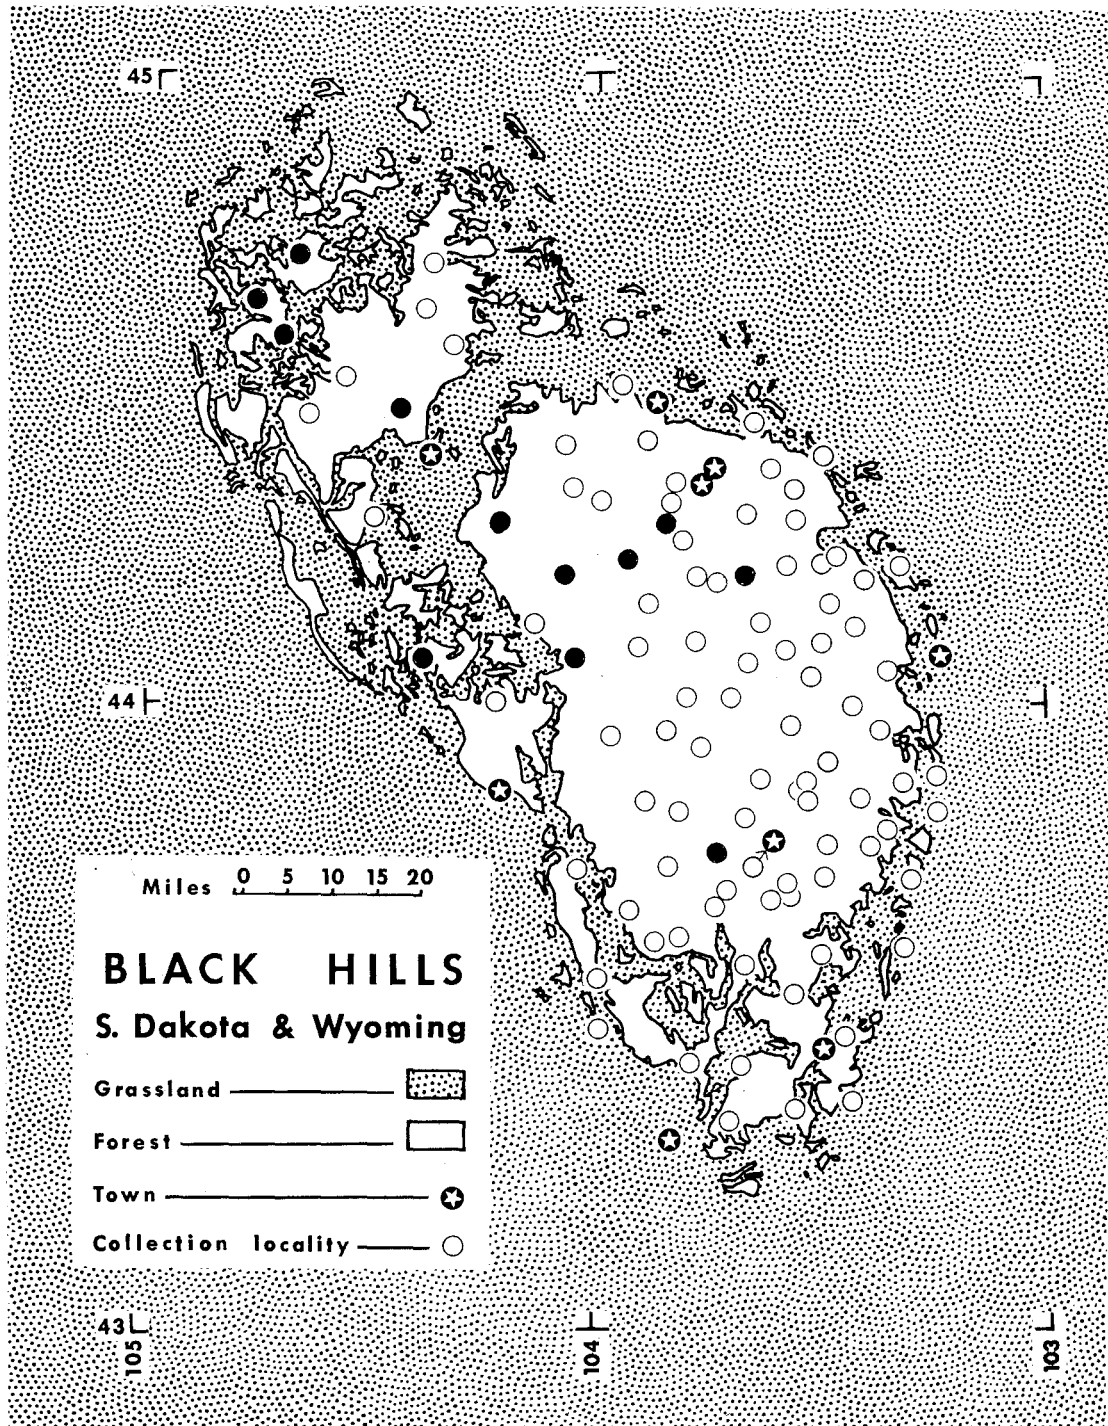 45
44
Miles 0 5 10 15 20
BLACK HILLS
S. Dakota & Wyoming
Grassland
Forest
Town
Collection locality
43
105
104
103